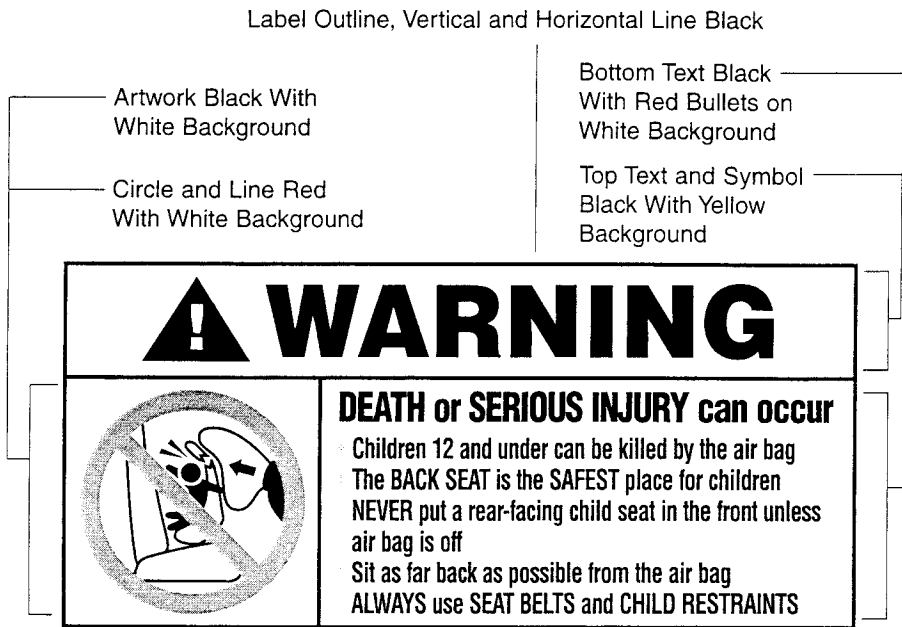 Label Outline, Vertical and Horizontal Line Black
Artwork Black With
White Background
Circle and Line Red
With White Background
Bottom Text Black
With Red Bullets on
White Background
Top Text and Symbol
Black With Yellow
Background
! WARNING
DEATH or SERIOUS INJURY can occur
Children 12 and under can be killed by the air bag
The BACK SEAT is the SAFEST place for children
NEVER put a rear-facing child seat in the front unless
air bag is off
Sit as far back as possible from the air bag
ALWAYS use SEAT BELTS and CHILD RESTRAINTS